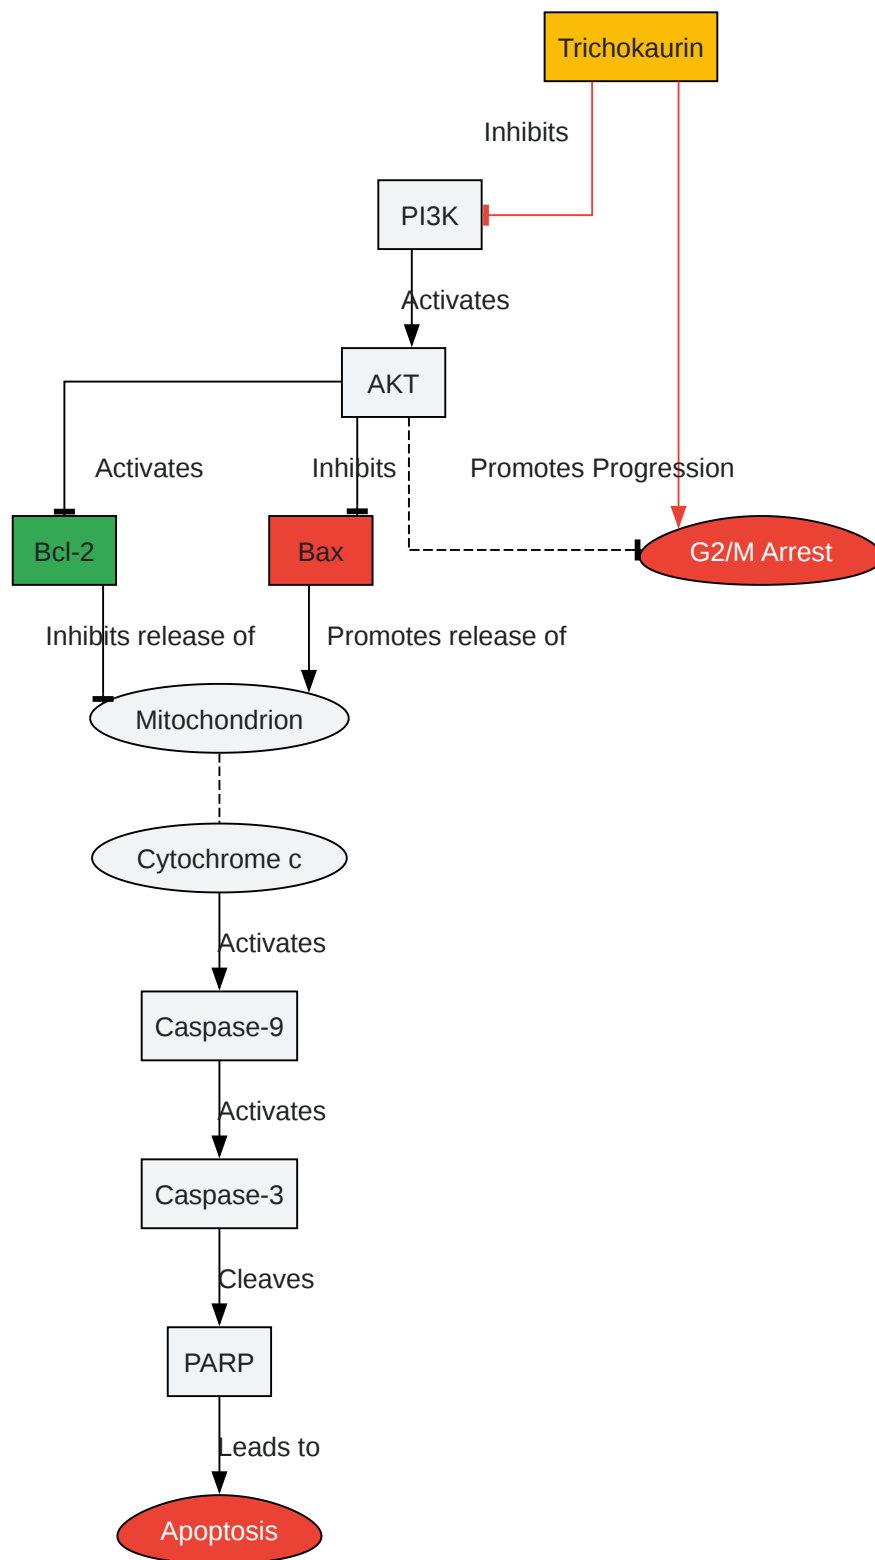 Trichokaurin
Inhibits
PI3K
Activates
AKT
Activates
Inhibits
Promotes Progression
Bcl-2
Bax
G2/M Arrest
Inhibits release of
Promotes release of
Mitochondrion
Cytochrome c
Activates
Caspase-9
Activates
Caspase-3
Cleaves
PARP
Leads to
Apoptosis